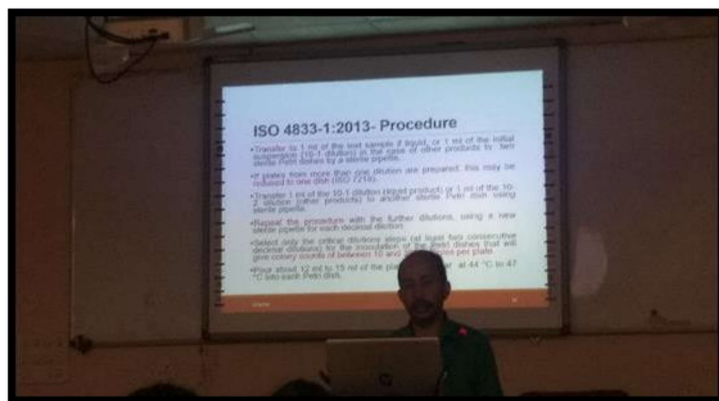 ISO 4833-1:2013- Procedure
•Transfer to 1 ml of the test sample if liquid, or 1 ml of the initial
suspension (10-1 dilution) in the case of other products to two
sterile Petri dishes by a sterile pipette.
•If plates from more than one dilution are prepared, this may be
reduced to one dish (ISO 7218).
•Transfer 1 ml of the 10-1 dilution (liquid product) or 1 ml of the 10-
2 dilution (other products) to another sterile Petri dish using
sterile pipette.
•Repeat the procedure with the further dilutions, using a new
sterile pipette for each decimal dilution.
•Select only the critical dilutions steps (at least two consecutive
decimal dilutions) for the inoculation of the Petri dishes that will
give colony counts of between 10 and per plate.
•Pour about 12 ml to 15 ml of the at 44 °C to 47
°C into each Petri dish.
hp